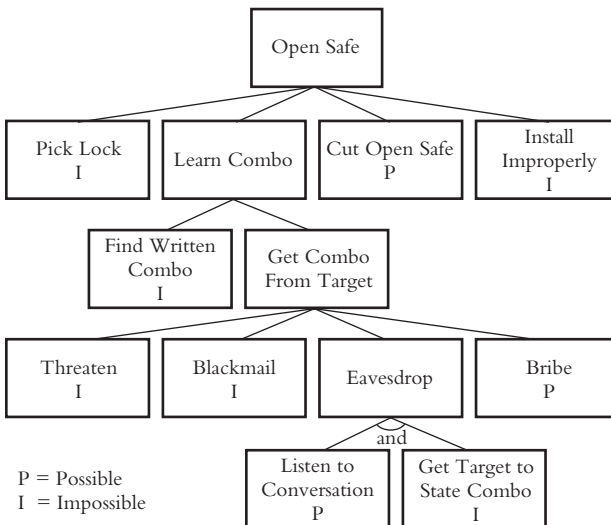 Open Safe
Pick Lock
I
Learn Combo
Cut Open Safe
P
Install
Improperly
I
Find Written
Combo
I
Get Combo
From Target
Threaten
I
Blackmail
I
Eavesdrop
Bribe
P
and
Listen to
Conversation
P
Get Target to
State Combo
I
P = Possible
I = Impossible